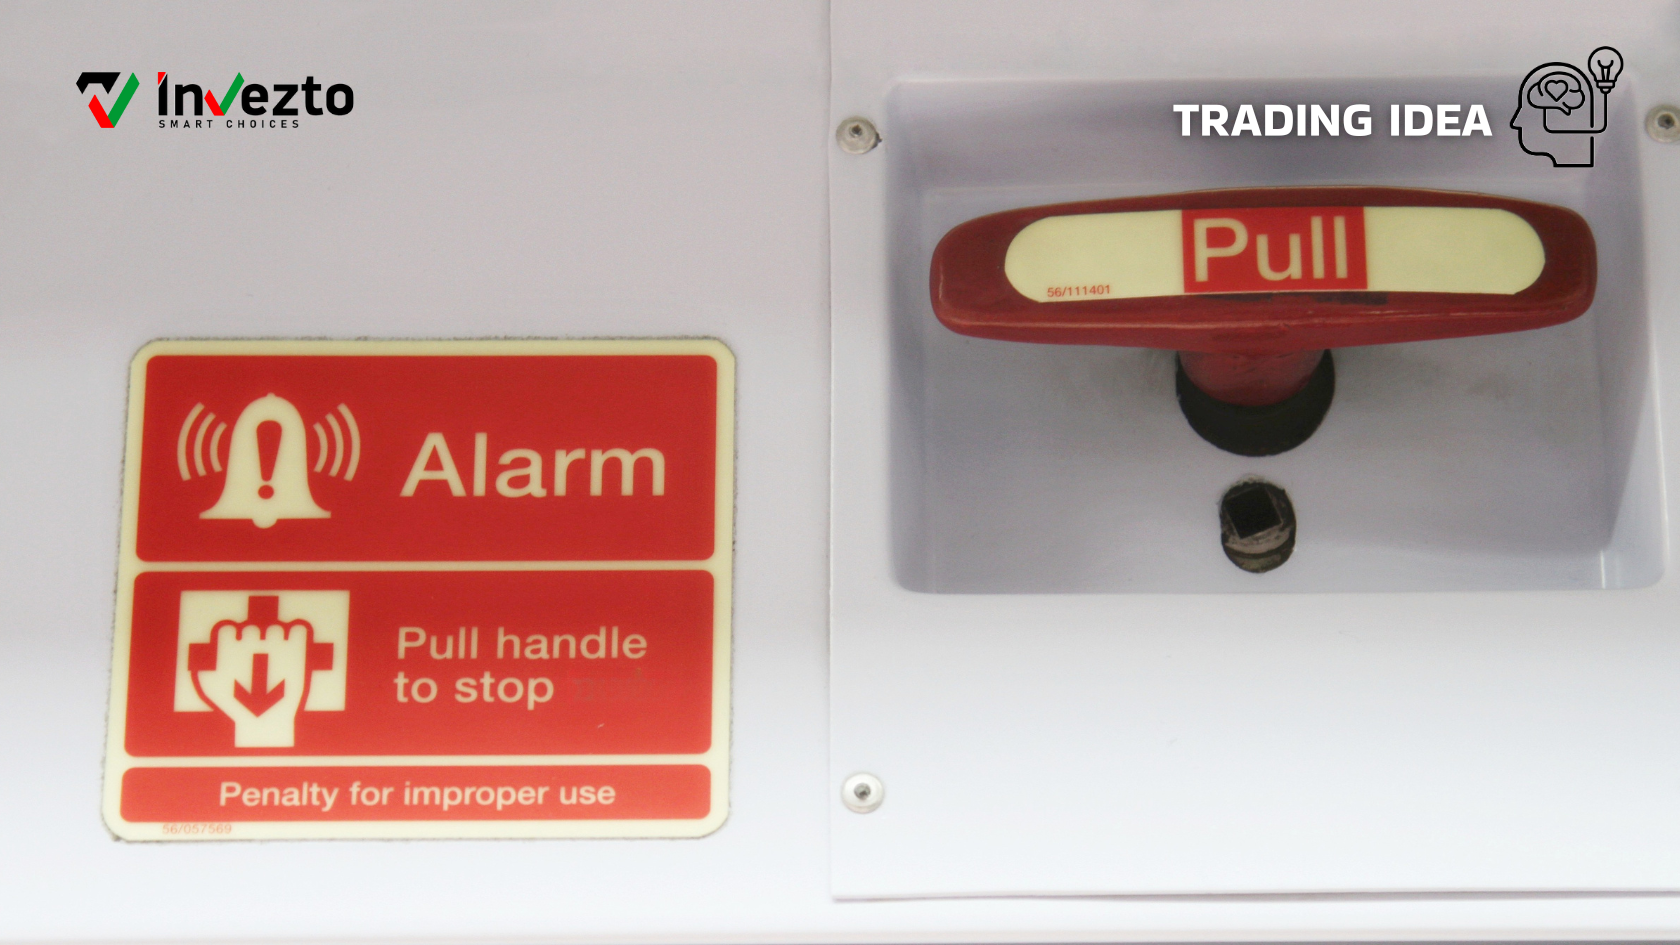 invezto
SMART CHOICES
TRADING IDEA
Pull
56/111401
Alarm
Pull handle
to stop
Penalty for improper use
56/057569